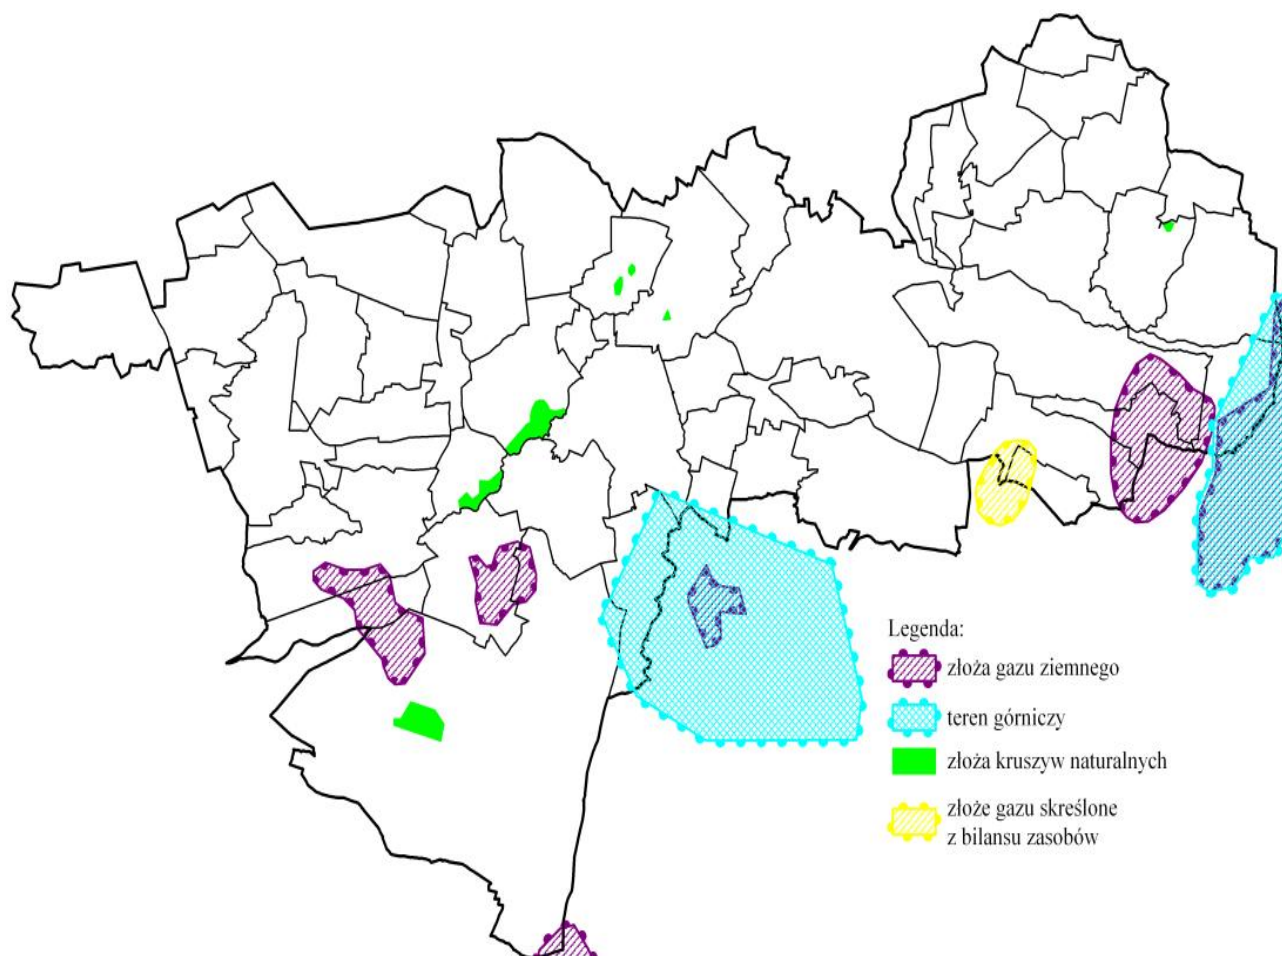 Legenda:
złoża gazu ziemnego
teren górniczy
złoża kruszyw naturalnych
złoże gazu skreślone
z bilansu zasobów